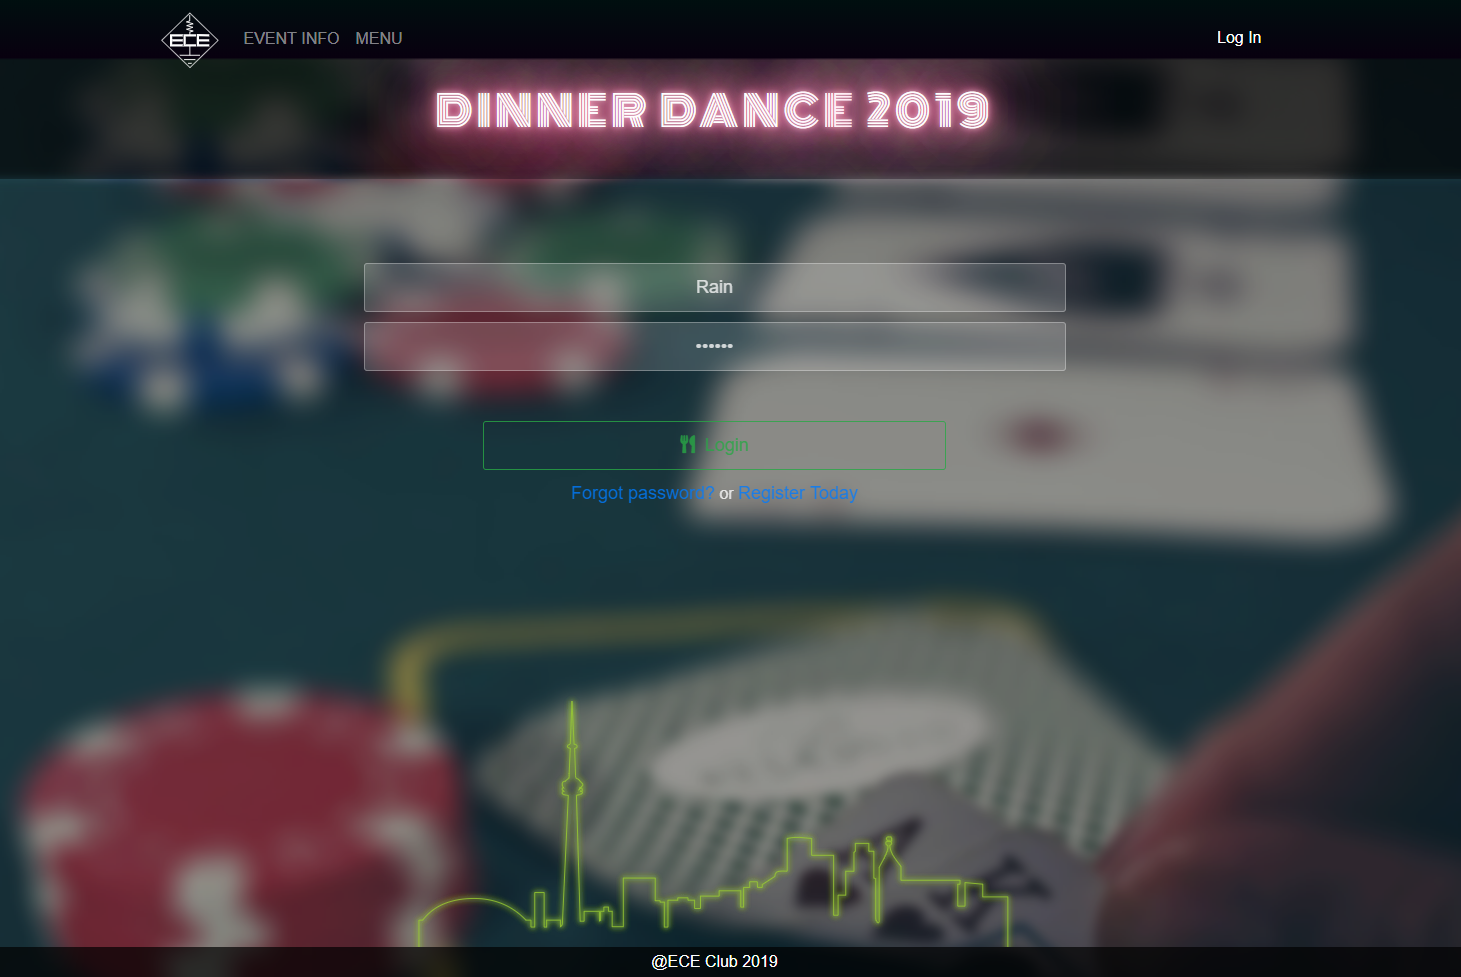 ECE
EVENT INFO
MENU
Log In
DINNER DANCE 2019
Rain
••••••
Login
Forgot password? or Register Today
@ECE Club 2019